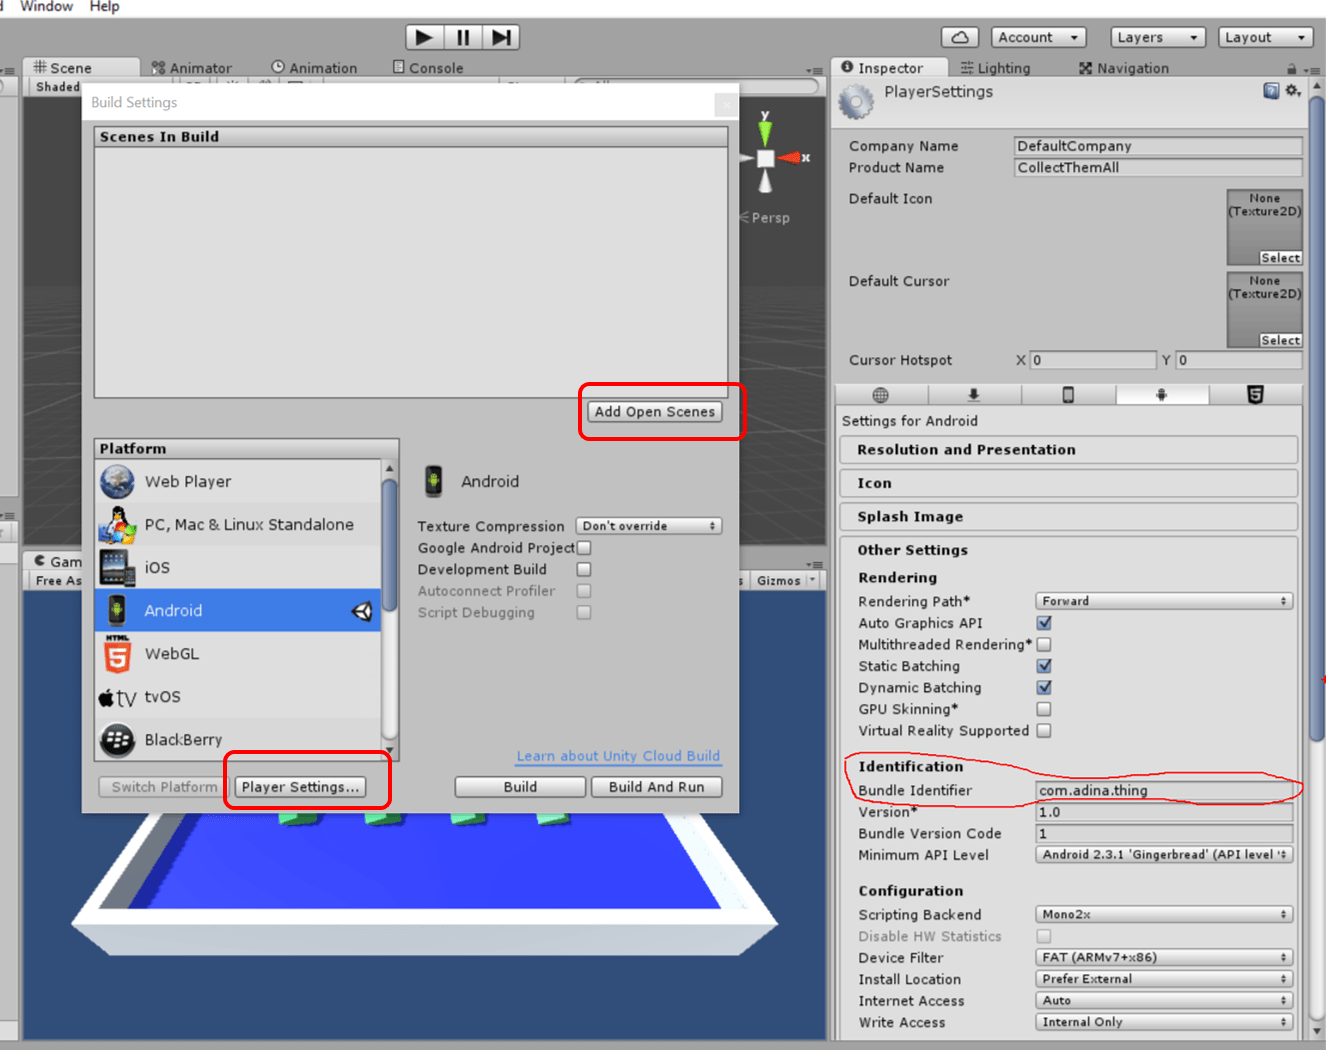 d Window Help
Account
Layers
Layout
Scene
Animator
Animation
Console
Shaded
Build Settings
Scenes In Build
y
x
Persp
Add Open Scenes
Platform
Web Player
PC, Mac & Linux Standalone
iOS
Android
HTML
5
WebGL
tv tvOS
BlackBerry
Android
Texture Compression Don't override
Google Android Project
Development Build
Autoconnect Profiler
Script Debugging
Learn about Unity Cloud Build
Switch Platform
Player Settings...
Build
Build And Run
Gam
Free As
s Gizmos
Inspector
Lighting
Navigation
PlayerSettings
Company Name DefaultCompany
Product Name CollectThemAll
Default Icon
None
(Texture2D)
Select
Default Cursor
None
(Texture2D)
Select
Cursor Hotspot X 0 Y 0
5
Settings for Android
Resolution and Presentation
Icon
Splash Image
Other Settings
Rendering
Rendering Path* Forward
Auto Graphics API
Multithreaded Rendering*
Static Batching
Dynamic Batching
GPU Skinning*
Virtual Reality Supported
Identification
Bundle Identifier com.adina.thing
Version* 1.0
Bundle Version Code 1
Minimum API Level Android 2.3.1 'Gingerbread' (API level
Configuration
Scripting Backend Mono2x
Disable HW Statistics
Device Filter FAT (ARMv7+x86)
Install Location Prefer External
Internet Access Auto
Write Access Internal Only